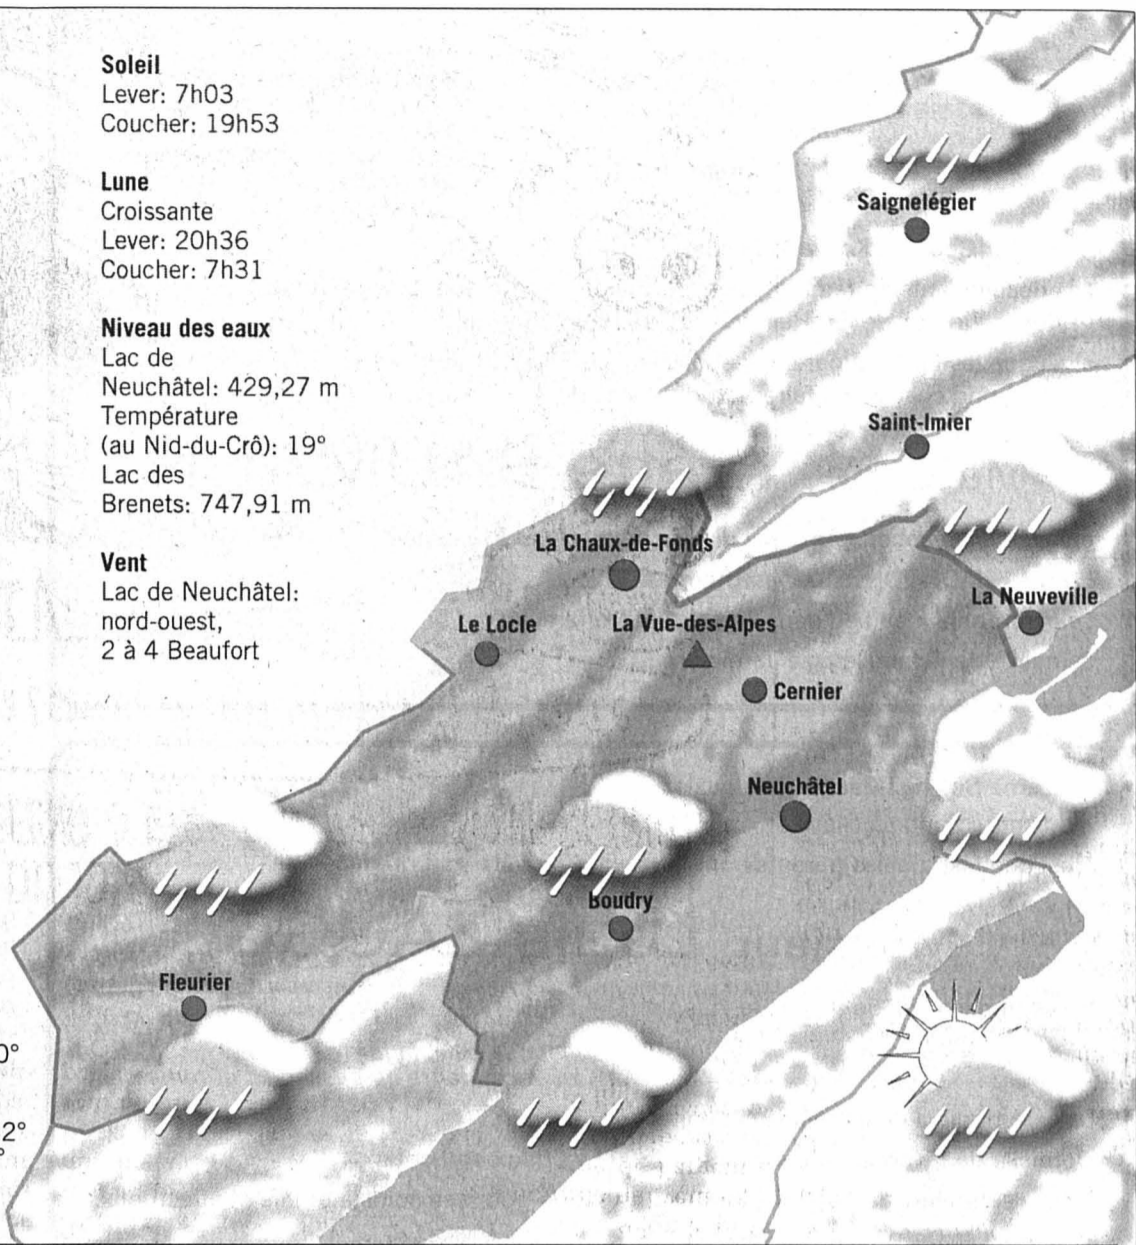 Soleil
Lever: 7h03
Coucher: 19h53
Lune
Croissante
Lever: 20h36
Coucher: 7h31
Niveau des eaux
Lac de
Neuchâtel: 429,27 m
Température
(au Nid-du-Crô): 19°
Lac des
Brenets: 747,91 m
Vent
Lac de Neuchâtel:
nord-ouest,
2 à 4 Beaufort
Saignelégier
Saint-Imier
La Chaux-de-Fonds
La Neuveville
Le Locle
La Vue-des-Alpes
Cernier
Neuchâtel
Boudry
Fleurier
0°
2°